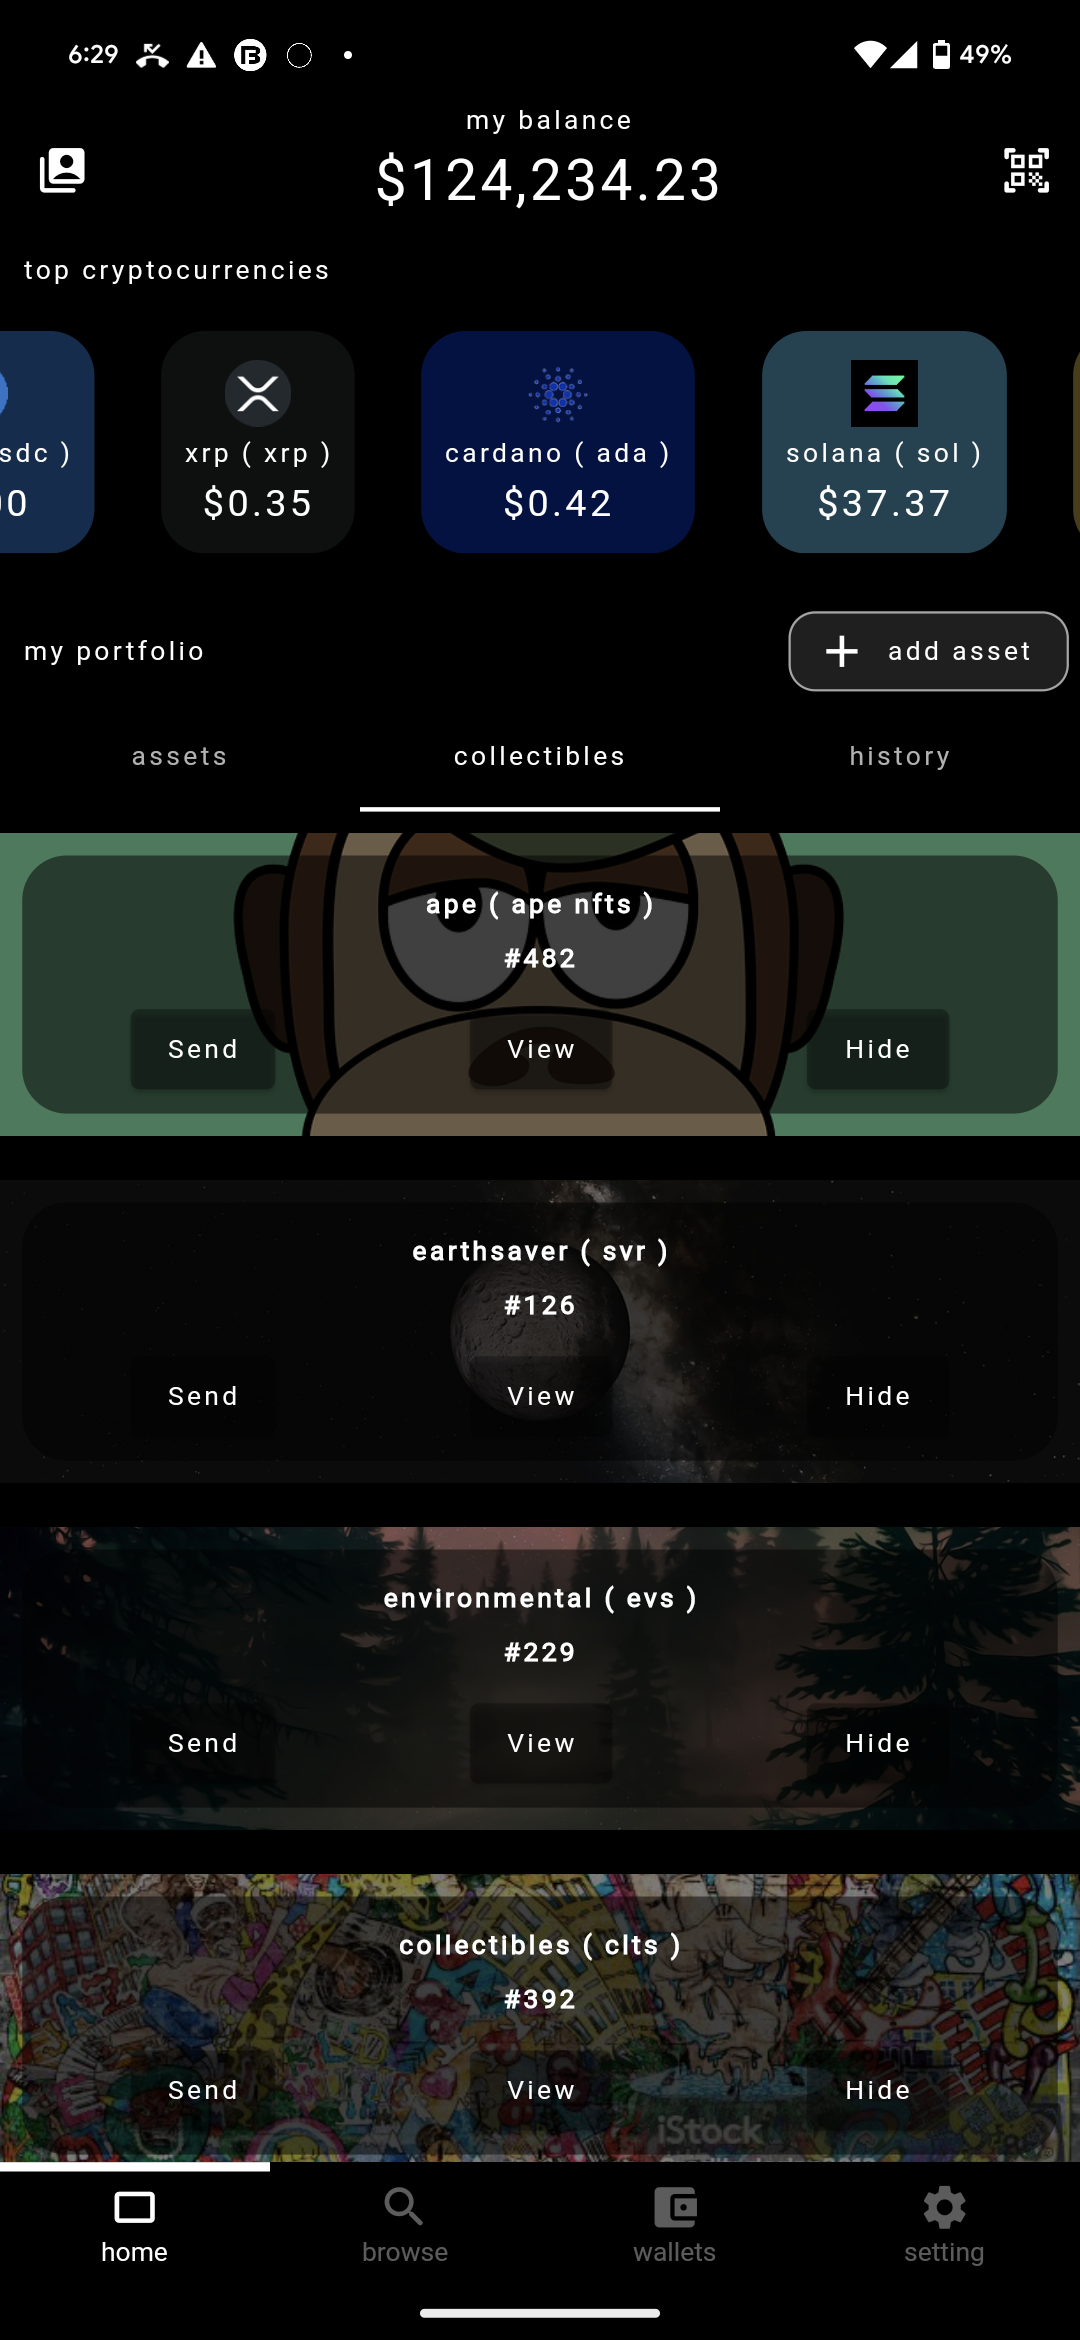 6:29
49%
my balance
$124,234.23
top cryptocurrencies
sdc )
00
xrp ( xrp )
$0.35
cardano ( ada )
$0.42
solana ( sol )
$37.37
my portfolio
add asset
assets
collectibles
history
ape ( ape nfts )
#482
Send
View
Hide
earthsaver ( svr )
#126
Send
View
Hide
environmental ( evs )
#229
Send
View
Hide
collectibles ( clts )
#392
Send
View
Hide
iStock
home
browse
wallets
setting